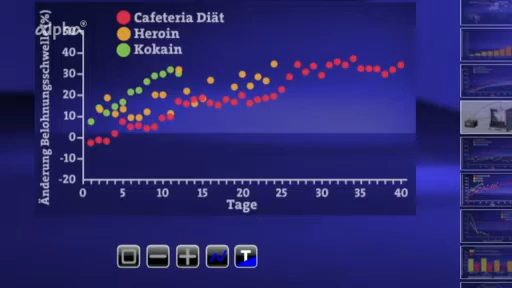 alpha®
Cafeteria Diät
Heroin
Kokain
Änderung Belohnungsschwelle (%)
50
40
30
20
10
0
-10
-20
0 5 10 15 20 25 30 35 40
Tage
T